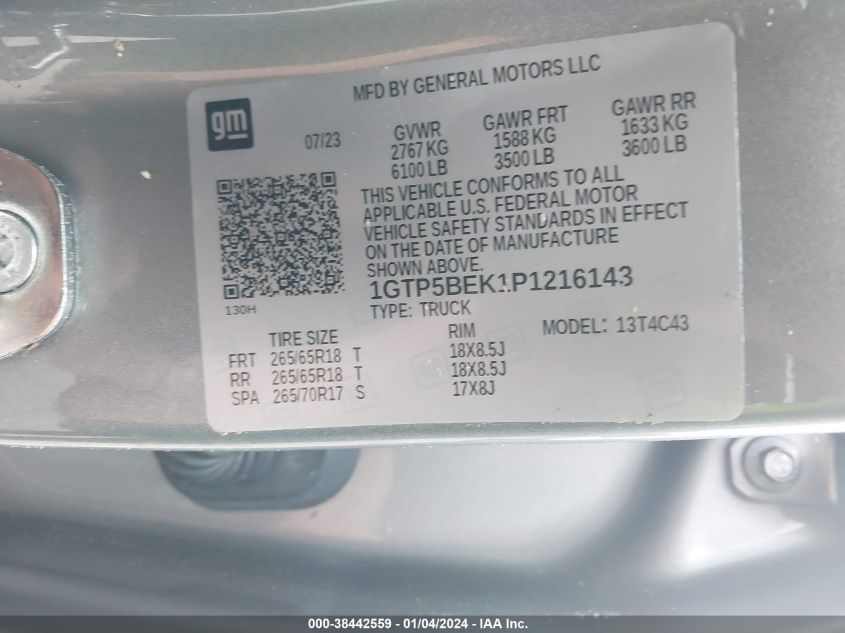 MFD BY GENERAL MOTORS LLC
gm
07/23
GVWR GAWR FRT GAWR RR
2767 KG 1588 KG 1633 KG
6100 LB 3500 LB 3600 LB
THIS VEHICLE CONFORMS TO ALL
APPLICABLE U.S. FEDERAL MOTOR
VEHICLE SAFETY STANDARDS IN EFFECT
ON THE DATE OF MANUFACTURE
SHOWN ABOVE.
1GTP5BEK1P1216143
130H
TYPE: TRUCK
MODEL: 13T4C43
TIRE SIZE RIM
FRT 265/65R18 T 18X8.5J
RR 265/65R18 T 18X8.5J
SPA 265/70R17 S 17X8J
000-38442559 - 01/04/2024 - IAA Inc.